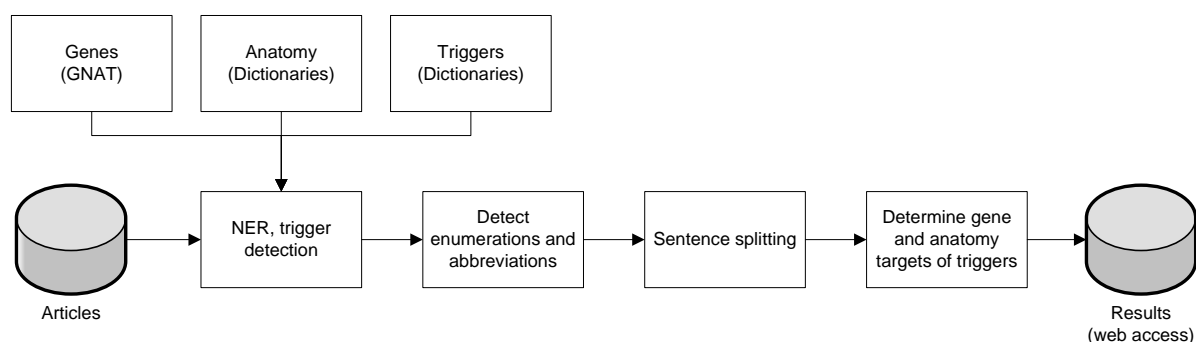 Genes
(GNAT)
Anatomy
(Dictionaries)
Triggers
(Dictionaries)
Articles
NER, trigger
detection
Detect
enumerations and
abbreviations
Sentence splitting
Determine gene
and anatomy
targets of triggers
Results
(web access)